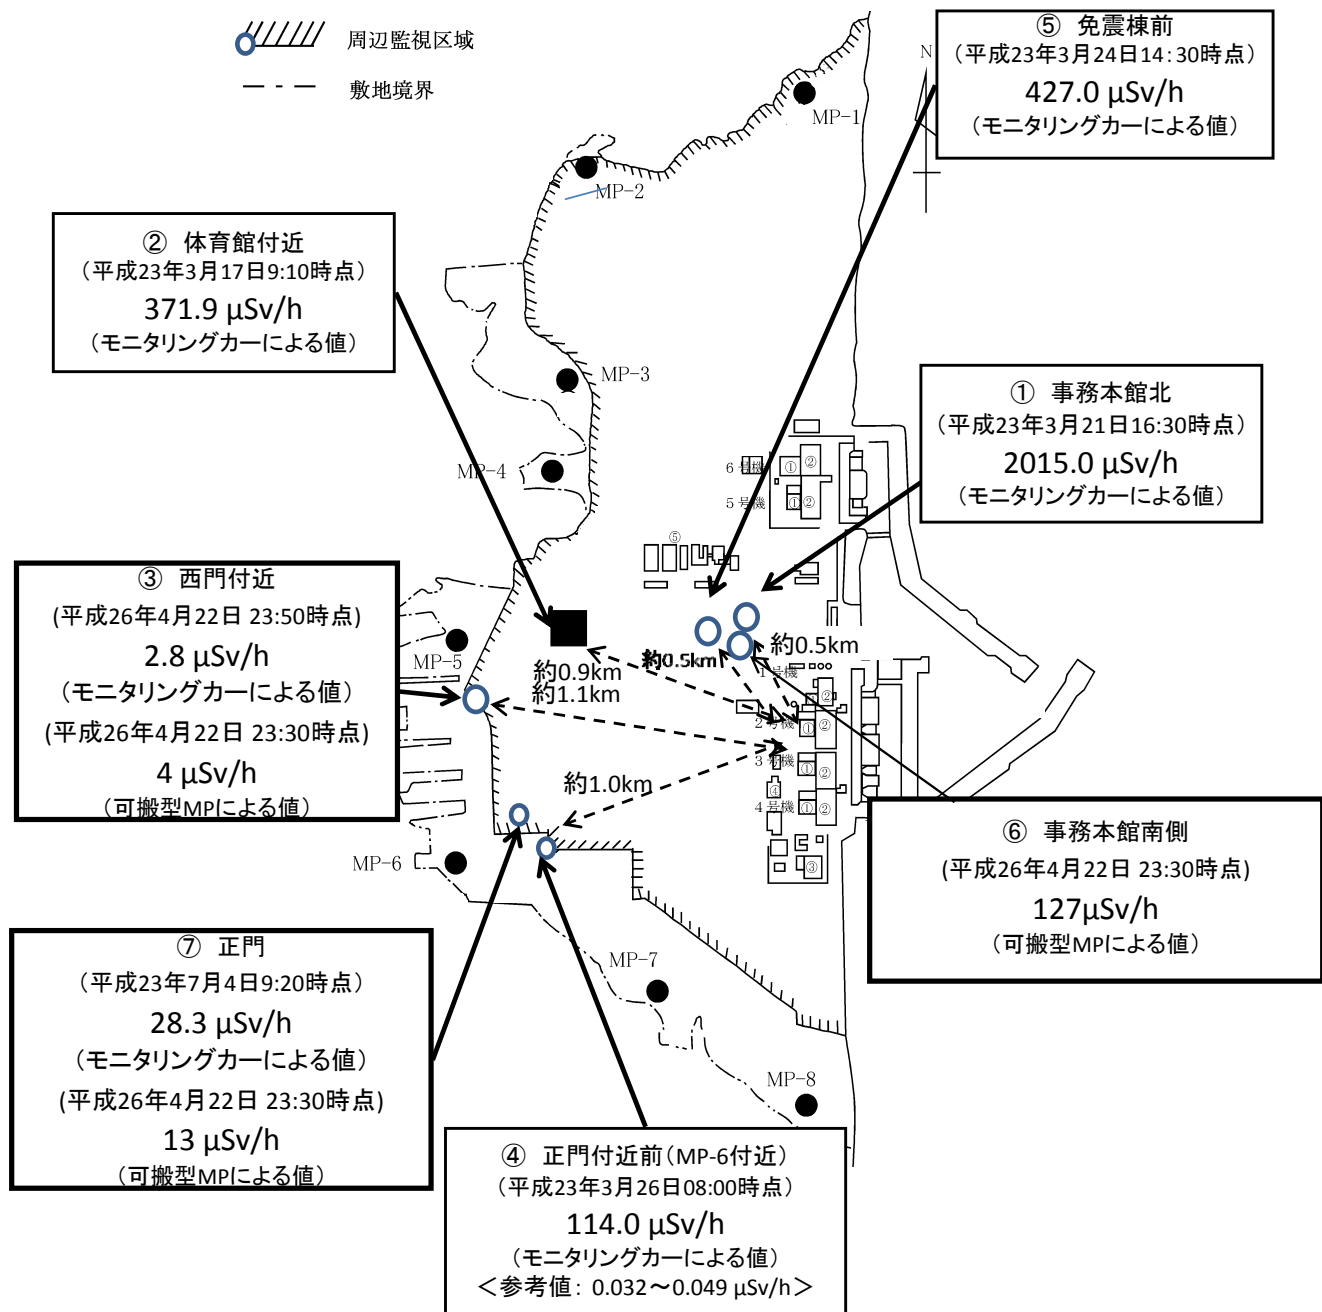 周辺監視区域
敷地境界
⑤ 免震棟前
(平成23年3月24日14:30時点)
427.0 μSv/h
(モニタリングカーによる値)
N
MP-1
MP-2
② 体育館付近
(平成23年3月17日9:10時点)
371.9 μSv/h
(モニタリングカーによる値)
MP-3
① 事務本館北
(平成23年3月21日16:30時点)
2015.0 μSv/h
(モニタリングカーによる値)
MP-4
6号機
① ②
5号機
① ②
⑤
③ 西門付近
(平成26年4月22日 23:50時点)
2.8 μSv/h
(モニタリングカーによる値)
(平成26年4月22日 23:30時点)
4 μSv/h
(可搬型MPによる値)
MP-5
約0.9km
約1.1km
約0.5km
約0.5km
1号機
②
2号機
① ②
3号機
① ②
④
4号機
① ②
③
約1.0km
MP-6
⑥ 事務本館南側
(平成26年4月22日 23:30時点)
127μSv/h
(可搬型MPによる値)
⑦ 正門
(平成23年7月4日9:20時点)
28.3 μSv/h
(モニタリングカーによる値)
(平成26年4月22日 23:30時点)
13 μSv/h
(可搬型MPによる値)
MP-7
MP-8
④ 正門付近前(MP-6付近)
(平成23年3月26日08:00時点)
114.0 μSv/h
(モニタリングカーによる値)
<参考値: 0.032~0.049 μSv/h>